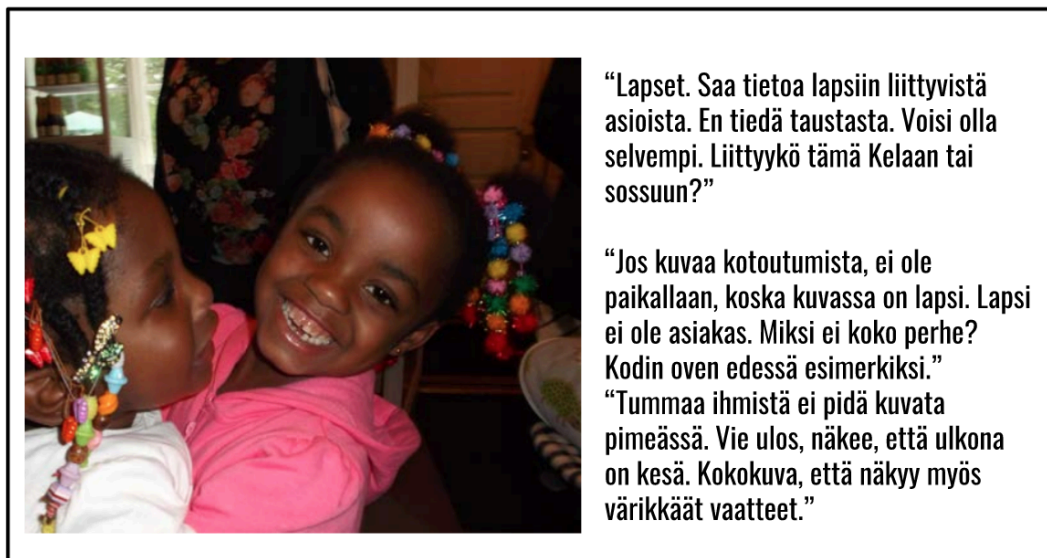 “Lapset. Saa tietoa lapsiin liittyvistä
asioista. En tiedä taustasta. Voisi olla
selvempi. Liittyykö tämä Kelaan tai
sossuun?”
“Jos kuvaa kotoutumista, ei ole
paikallaan, koska kuvassa on lapsi. Lapsi
ei ole asiakas. Miksi ei koko perhe?
Kodin oven edessä esimerkiksi.”
“Tummaa ihmistä ei pidä kuvata
pimeässä. Vie ulos, näkee, että ulkona
on kesä. Kokokuva, että näkyy myös
värikkäät vaatteet.”